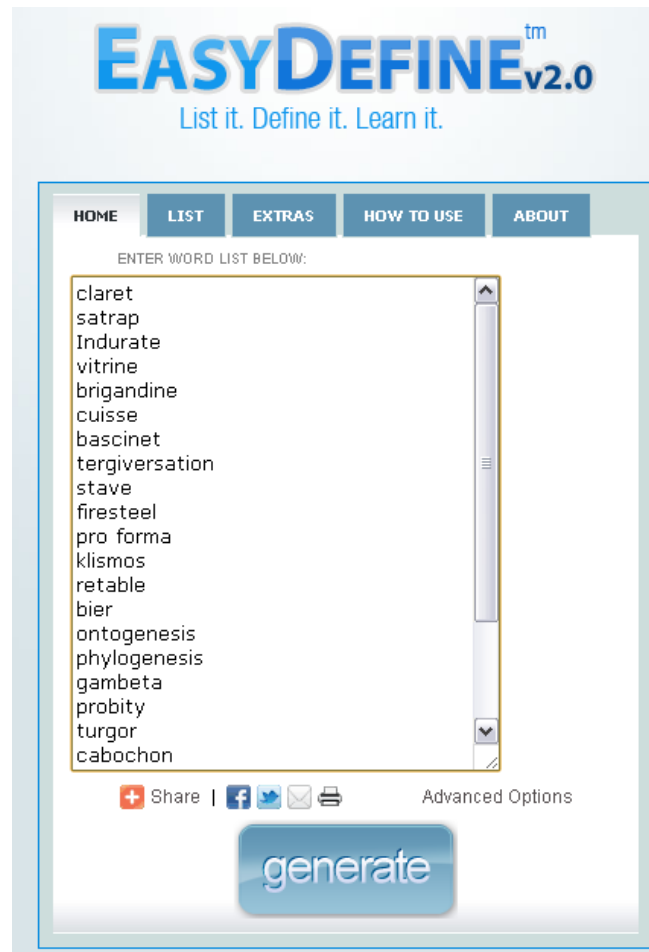 EASYDEFINE tm v2.0
List it. Define it. Learn it.
HOME LIST EXTRAS HOW TO USE ABOUT
ENTER WORD LIST BELOW:
claret
satrap
Indurate
vitrine
brigandine
cuisse
bascinet
tergiversation
stave
firesteel
pro forma
klismos
retable
bier
ontogenesis
phylogenesis
gambeta
probity
turgor
cabochon
Share | Advanced Options
generate